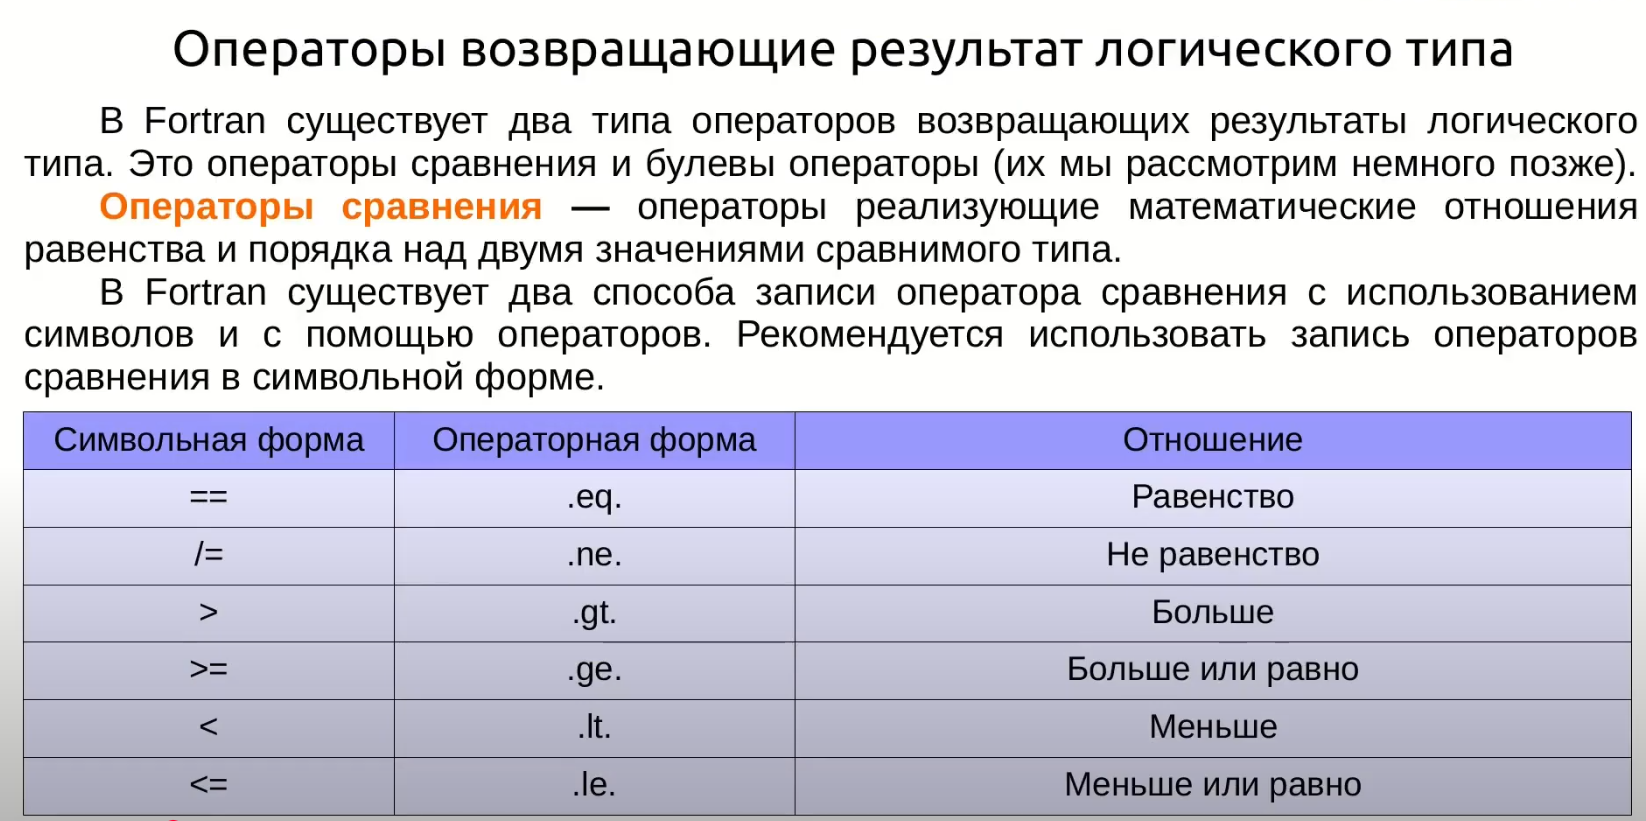 Операторы возвращающие результат логического типа
В Fortran существует два типа операторов возвращающих результаты логического
типа. Это операторы сравнения и булевы операторы (их мы рассмотрим немного позже).
Операторы сравнения — операторы реализующие математические отношения
равенства и порядка над двумя значениями сравнимого типа.
В Fortran существует два способа записи оператора сравнения с использованием
символов и с помощью операторов. Рекомендуется использовать запись операторов
сравнения в символьной форме.
Символьная форма Операторная форма Отношение
== .eq. Равенство
/= .ne. Не равенство
> .gt. Больше
>= .ge. Больше или равно
< .lt. Меньше
<= .le. Меньше или равно